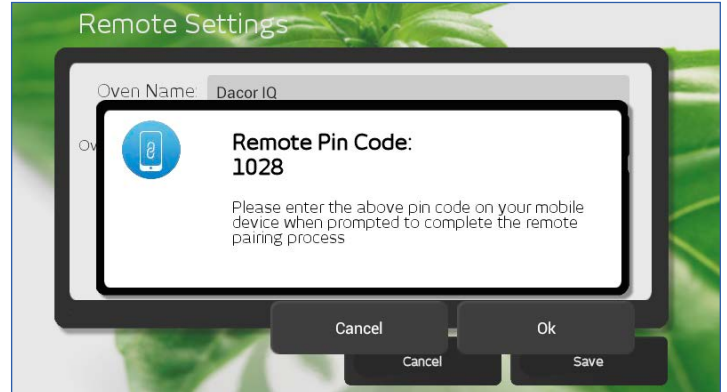 Remote Settings
Oven Name: Dacor IQ
Ov
Remote Pin Code:
1028
Please enter the above pin code on your mobile
device when prompted to complete the remote
pairing process
Cancel Ok
Cancel Save